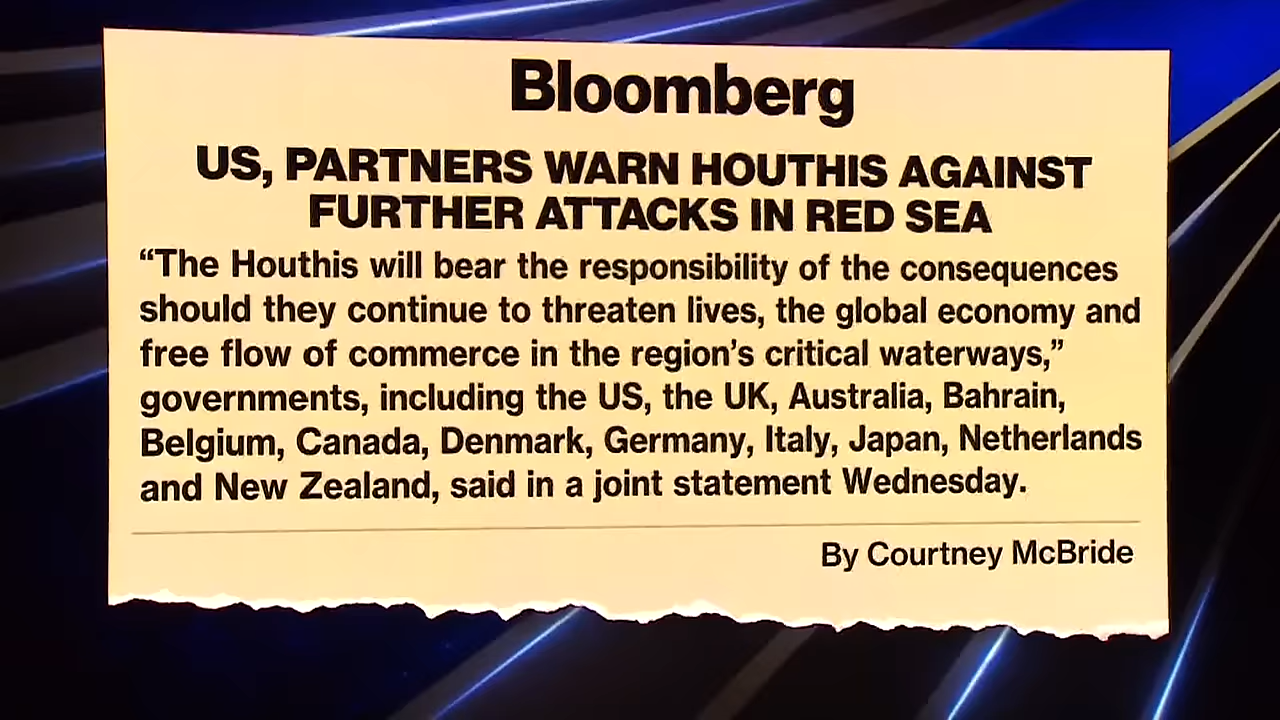 Bloomberg
US, PARTNERS WARN HOUTHIS AGAINST
FURTHER ATTACKS IN RED SEA
“The Houthis will bear the responsibility of the consequences
should they continue to threaten lives, the global economy and
free flow of commerce in the region’s critical waterways,”
governments, including the US, the UK, Australia, Bahrain,
Belgium, Canada, Denmark, Germany, Italy, Japan, Netherlands
and New Zealand, said in a joint statement Wednesday.
By Courtney McBride